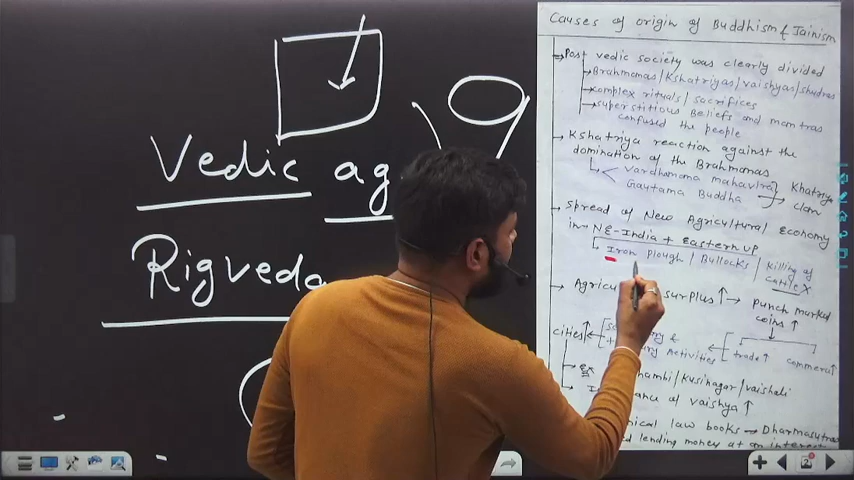 Vedic ag
Rigveda
Causes of origin of Buddhism & Jainism
Post vedic society was clearly divided
Brahmanas/Kshatriyas/vaishyas/shudras
complex rituals/sacrifices
superstitious Beliefs and mantras
confused the people
Kshatriya reaction against the
domination of the Brahmanas
Vardhamana mahavira
Gautama Buddha
Khatriya
clan
Spread of New Agricultural Economy
in NE-India + Eastern UP
Iron plough / Bullocks / Killing of
cattle X
Agricu surplus ↑ → punch marked
coins ↑
cities ↑
& Activities
trade ↑ commerce ↑
ex hambi/Kusinagar/vaishali
of vaishya ↑
law books → Dharmasutras
lending money at an interest
2